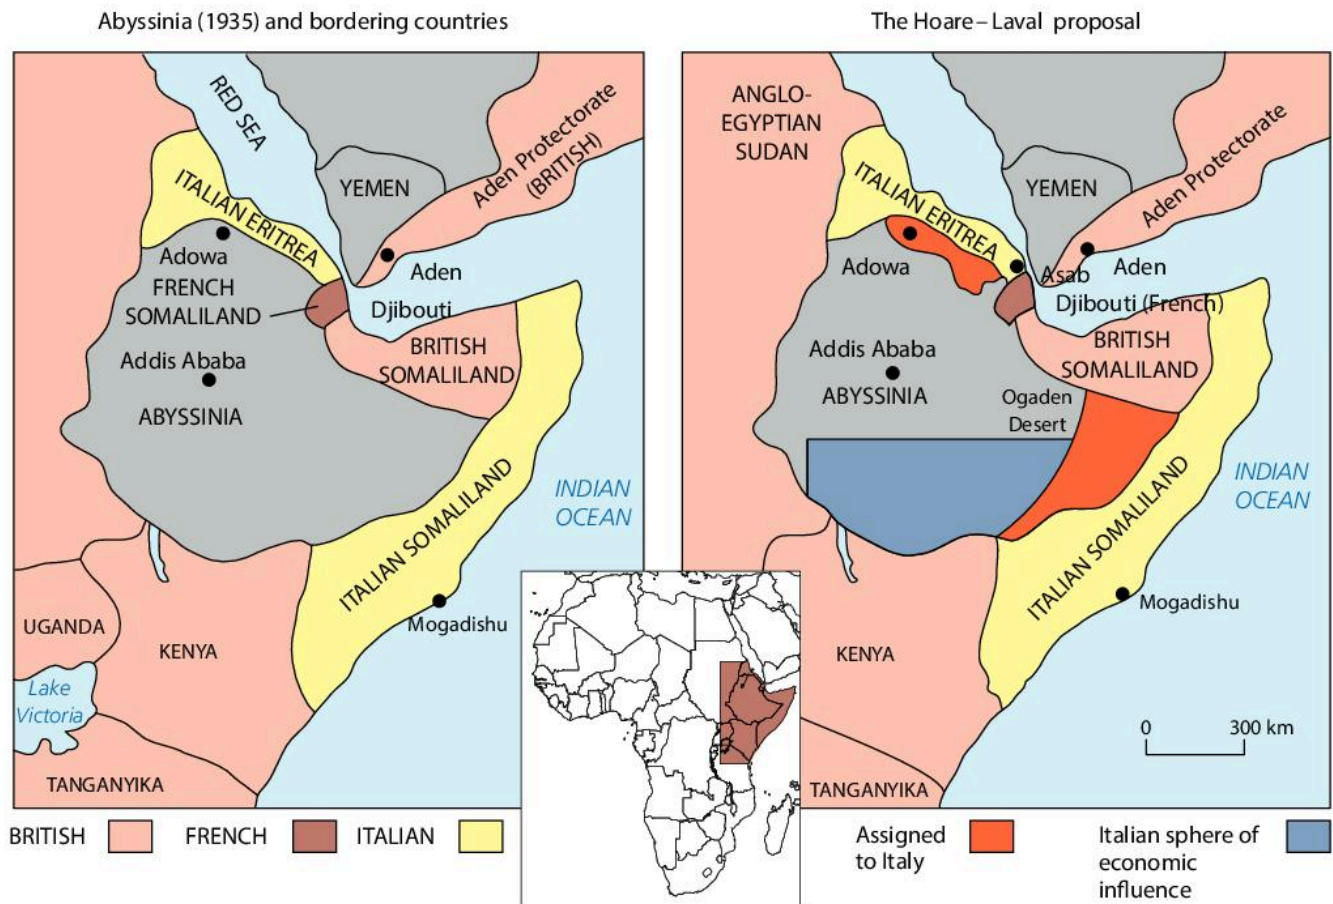 Abyssinia (1935) and bordering countries
RED SEA
ITALIAN ERITREA
YEMEN
Aden Protectorate
(BRITISH)
Adowa
Aden
FRENCH
SOMALILAND
Djibouti
BRITISH
SOMALILAND
Addis Ababa
ABYSSINIA
ITALIAN SOMALILAND
INDIAN
OCEAN
Mogadishu
UGANDA
KENYA
Lake
Victoria
TANGANYIKA
BRITISH
FRENCH
ITALIAN
The Hoare–Laval proposal
ANGLO-
EGYPTIAN
SUDAN
ITALIAN ERITREA
YEMEN
Aden Protectorate
Adowa
Asab
Aden
Djibouti (French)
BRITISH
SOMALILAND
Addis Ababa
ABYSSINIA
Ogaden
Desert
ITALIAN SOMALILAND
INDIAN
OCEAN
Mogadishu
KENYA
TANGANYIKA
0 300 km
Assigned
to Italy
Italian sphere of
economic
influence